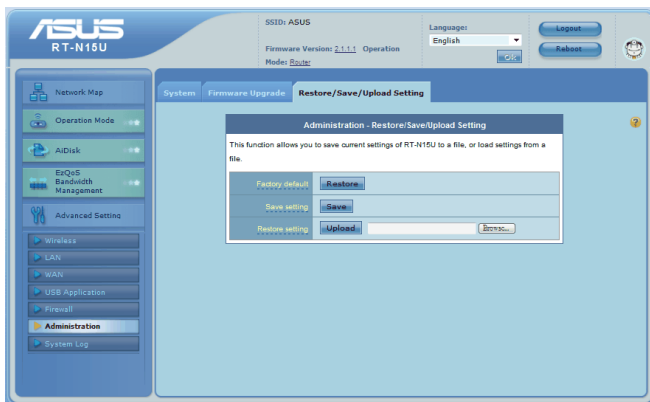 ASUS
RT-N15U
SSID: ASUS
Firmware Version: 2.1.1.1 Operation
Mode: Router
Language:
English
Logout
Reboot
Network Map
Operation Mode
AiDisk
EzQoS
Bandwidth
Management
Advanced Setting
Wireless
LAN
WAN
USB Application
Firewall
Administration
System Log
System
Firmware Upgrade
Restore/Save/Upload Setting
Administration - Restore/Save/Upload Setting
This function allows you to save current settings of RT-N15U to a file, or load settings from a
file.
Factory default
Restore
Save setting
Save
Restore setting
Upload
Browse...